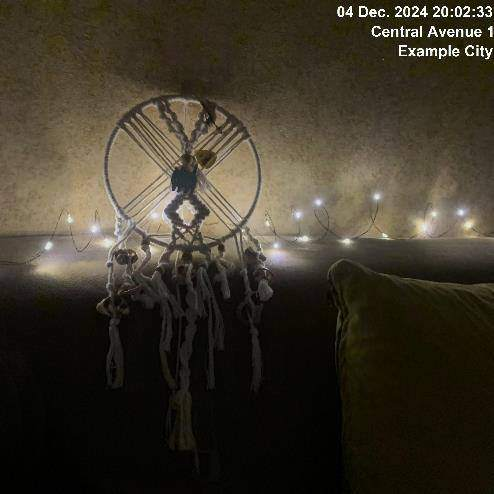 04 Dec. 2024 20:02:33
Central Avenue 1
Example City